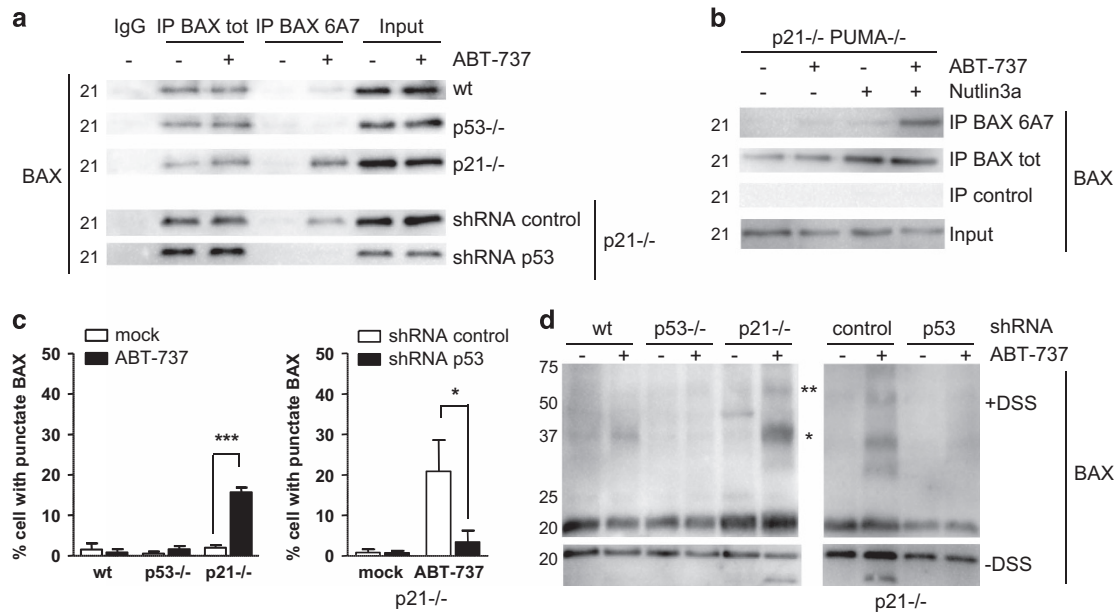 a
IgG IP BAX tot IP BAX 6A7 Input
- - + - + - + ABT-737
21 wt
21 p53-/-
21 p21-/-
BAX
21 shRNA control
21 shRNA p53
p21-/-
b
p21-/- PUMA-/-
- + - + ABT-737
- - + + Nutlin3a
21 IP BAX 6A7
21 IP BAX tot
21 IP control
21 Input
BAX
c
mock
ABT-737
% cell with punctate BAX
50
40
30
20
10
0
***
wt p53-/- p21-/-
shRNA control
shRNA p53
% cell with punctate BAX
50
40
30
20
10
0
*
mock ABT-737
p21-/-
d
wt p53-/- p21-/- control p53 shRNA
- + - + - + - + - + ABT-737
75
50
37
25
20
**
*
+DSS
20 -DSS
BAX
p21-/-